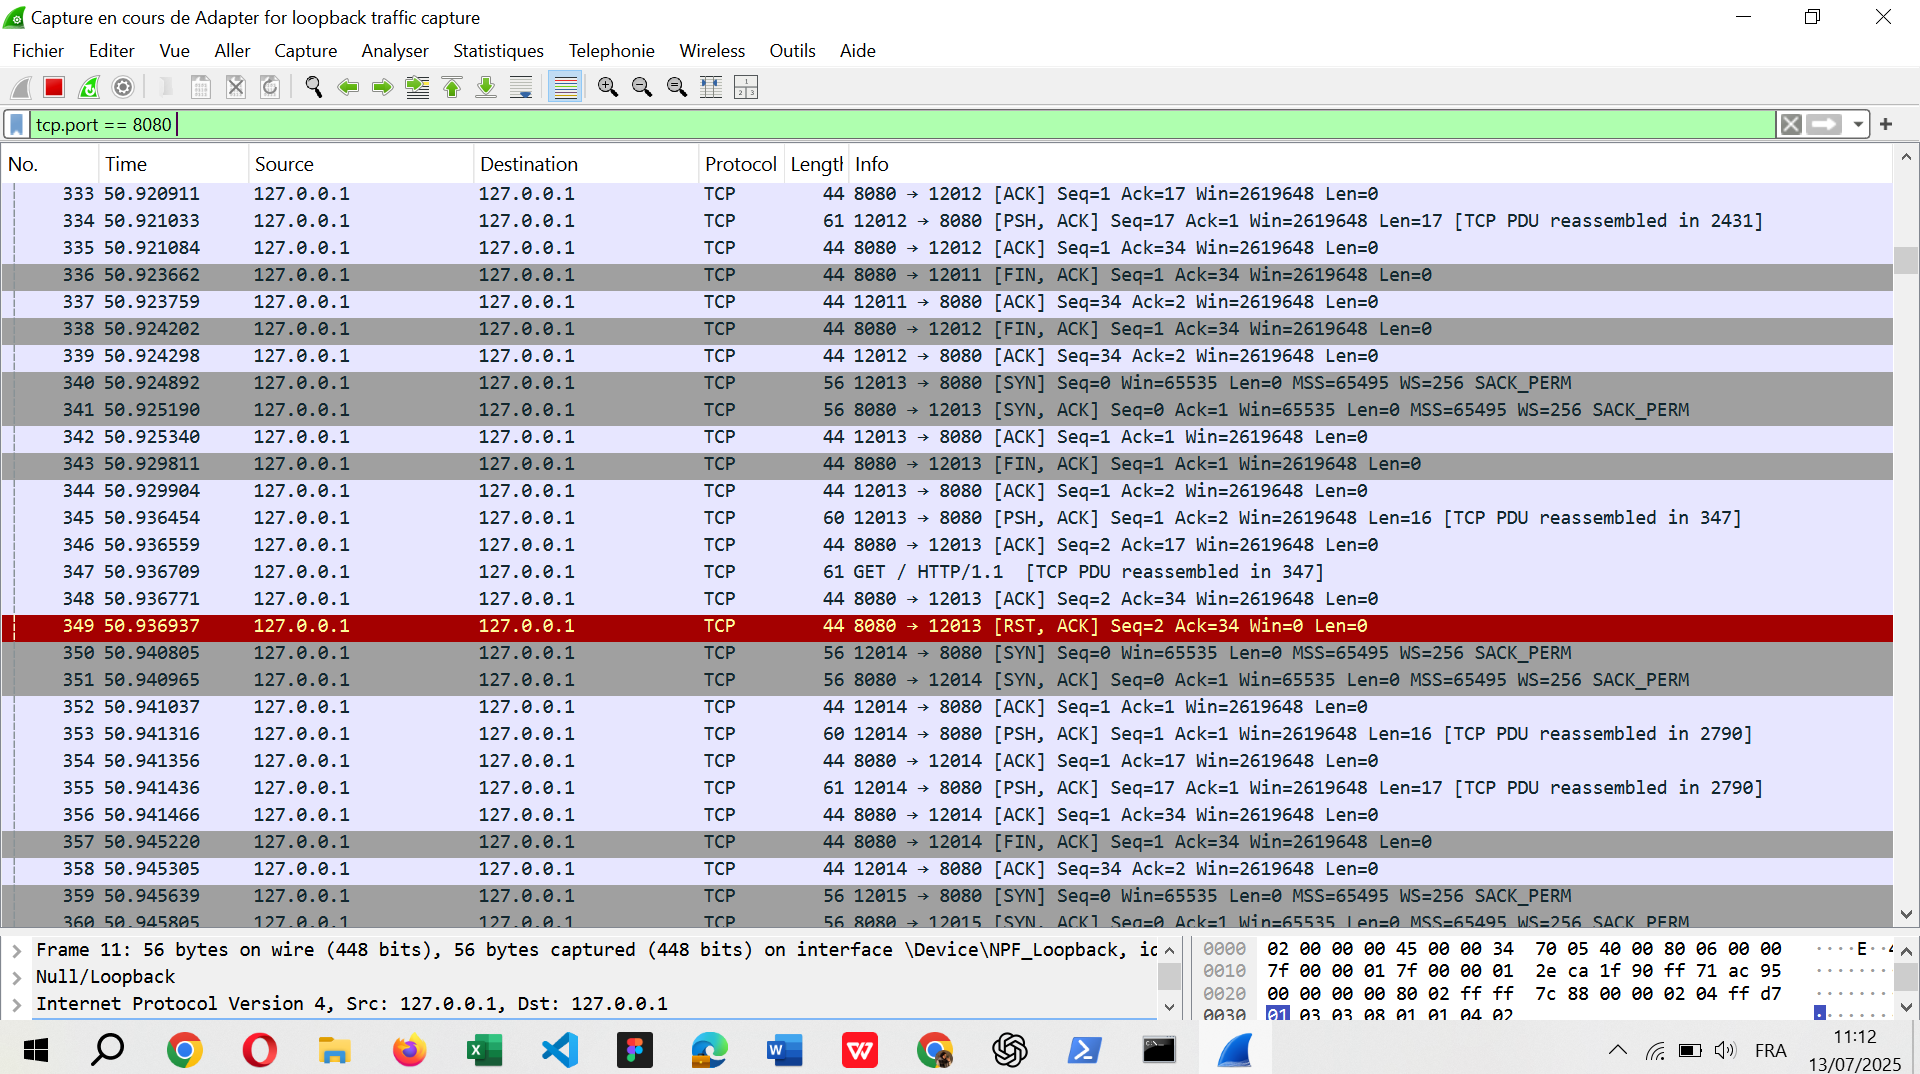 Capture en cours de Adapter for loopback traffic capture
Fichier Editer Vue Aller Capture Analyser Statistiques Telephonie Wireless Outils Aide
tcp.port == 8080
No. Time Source Destination Protocol Length Info
333 50.920911 127.0.0.1 127.0.0.1 TCP 44 8080 → 12012 [ACK] Seq=1 Ack=17 Win=2619648 Len=0
334 50.921033 127.0.0.1 127.0.0.1 TCP 61 12012 → 8080 [PSH, ACK] Seq=17 Ack=1 Win=2619648 Len=17 [TCP PDU reassembled in 2431]
335 50.921084 127.0.0.1 127.0.0.1 TCP 44 8080 → 12012 [ACK] Seq=1 Ack=34 Win=2619648 Len=0
336 50.923662 127.0.0.1 127.0.0.1 TCP 44 8080 → 12011 [FIN, ACK] Seq=1 Ack=34 Win=2619648 Len=0
337 50.923759 127.0.0.1 127.0.0.1 TCP 44 12011 → 8080 [ACK] Seq=34 Ack=2 Win=2619648 Len=0
338 50.924202 127.0.0.1 127.0.0.1 TCP 44 8080 → 12012 [FIN, ACK] Seq=1 Ack=34 Win=2619648 Len=0
339 50.924298 127.0.0.1 127.0.0.1 TCP 44 12012 → 8080 [ACK] Seq=34 Ack=2 Win=2619648 Len=0
340 50.924892 127.0.0.1 127.0.0.1 TCP 56 12013 → 8080 [SYN] Seq=0 Win=65535 Len=0 MSS=65495 WS=256 SACK_PERM
341 50.925190 127.0.0.1 127.0.0.1 TCP 56 8080 → 12013 [SYN, ACK] Seq=0 Ack=1 Win=65535 Len=0 MSS=65495 WS=256 SACK_PERM
342 50.925340 127.0.0.1 127.0.0.1 TCP 44 12013 → 8080 [ACK] Seq=1 Ack=1 Win=2619648 Len=0
343 50.929811 127.0.0.1 127.0.0.1 TCP 44 8080 → 12013 [FIN, ACK] Seq=1 Ack=1 Win=2619648 Len=0
344 50.929904 127.0.0.1 127.0.0.1 TCP 44 12013 → 8080 [ACK] Seq=1 Ack=2 Win=2619648 Len=0
345 50.936454 127.0.0.1 127.0.0.1 TCP 60 12013 → 8080 [PSH, ACK] Seq=1 Ack=2 Win=2619648 Len=16 [TCP PDU reassembled in 347]
346 50.936559 127.0.0.1 127.0.0.1 TCP 44 8080 → 12013 [ACK] Seq=2 Ack=17 Win=2619648 Len=0
347 50.936709 127.0.0.1 127.0.0.1 TCP 61 GET / HTTP/1.1 [TCP PDU reassembled in 347]
348 50.936771 127.0.0.1 127.0.0.1 TCP 44 8080 → 12013 [ACK] Seq=2 Ack=34 Win=2619648 Len=0
349 50.936937 127.0.0.1 127.0.0.1 TCP 44 8080 → 12013 [RST, ACK] Seq=2 Ack=34 Win=0 Len=0
350 50.940805 127.0.0.1 127.0.0.1 TCP 56 12014 → 8080 [SYN] Seq=0 Win=65535 Len=0 MSS=65495 WS=256 SACK_PERM
351 50.940965 127.0.0.1 127.0.0.1 TCP 56 8080 → 12014 [SYN, ACK] Seq=0 Ack=1 Win=65535 Len=0 MSS=65495 WS=256 SACK_PERM
352 50.941037 127.0.0.1 127.0.0.1 TCP 44 12014 → 8080 [ACK] Seq=1 Ack=1 Win=2619648 Len=0
353 50.941316 127.0.0.1 127.0.0.1 TCP 60 12014 → 8080 [PSH, ACK] Seq=1 Ack=1 Win=2619648 Len=16 [TCP PDU reassembled in 2790]
354 50.941356 127.0.0.1 127.0.0.1 TCP 44 8080 → 12014 [ACK] Seq=1 Ack=17 Win=2619648 Len=0
355 50.941436 127.0.0.1 127.0.0.1 TCP 61 12014 → 8080 [PSH, ACK] Seq=17 Ack=1 Win=2619648 Len=17 [TCP PDU reassembled in 2790]
356 50.941466 127.0.0.1 127.0.0.1 TCP 44 8080 → 12014 [ACK] Seq=1 Ack=34 Win=2619648 Len=0
357 50.945220 127.0.0.1 127.0.0.1 TCP 44 8080 → 12014 [FIN, ACK] Seq=1 Ack=34 Win=2619648 Len=0
358 50.945305 127.0.0.1 127.0.0.1 TCP 44 12014 → 8080 [ACK] Seq=34 Ack=2 Win=2619648 Len=0
359 50.945639 127.0.0.1 127.0.0.1 TCP 56 12015 → 8080 [SYN] Seq=0 Win=65535 Len=0 MSS=65495 WS=256 SACK_PERM
360 50.945805 127.0.0.1 127.0.0.1 TCP 56 8080 → 12015 [SYN, ACK] Seq=0 Ack=1 Win=65535 Len=0 MSS=65495 WS=256 SACK_PERM
Frame 11: 56 bytes on wire (448 bits), 56 bytes captured (448 bits) on interface \Device\NPF_Loopback, id
Null/Loopback
Internet Protocol Version 4, Src: 127.0.0.1, Dst: 127.0.0.1
0000 02 00 00 00 45 00 00 34 70 05 40 00 80 06 00 00 ····E··4
0010 7f 00 00 01 7f 00 00 01 2e ca 1f 90 ff 71 ac 95 ········
0020 00 00 00 00 80 02 ff ff 7c 88 00 00 02 04 ff d7 ········
0030 01 03 03 08 01 01 04 02 ········
FRA
11:12
13/07/2025